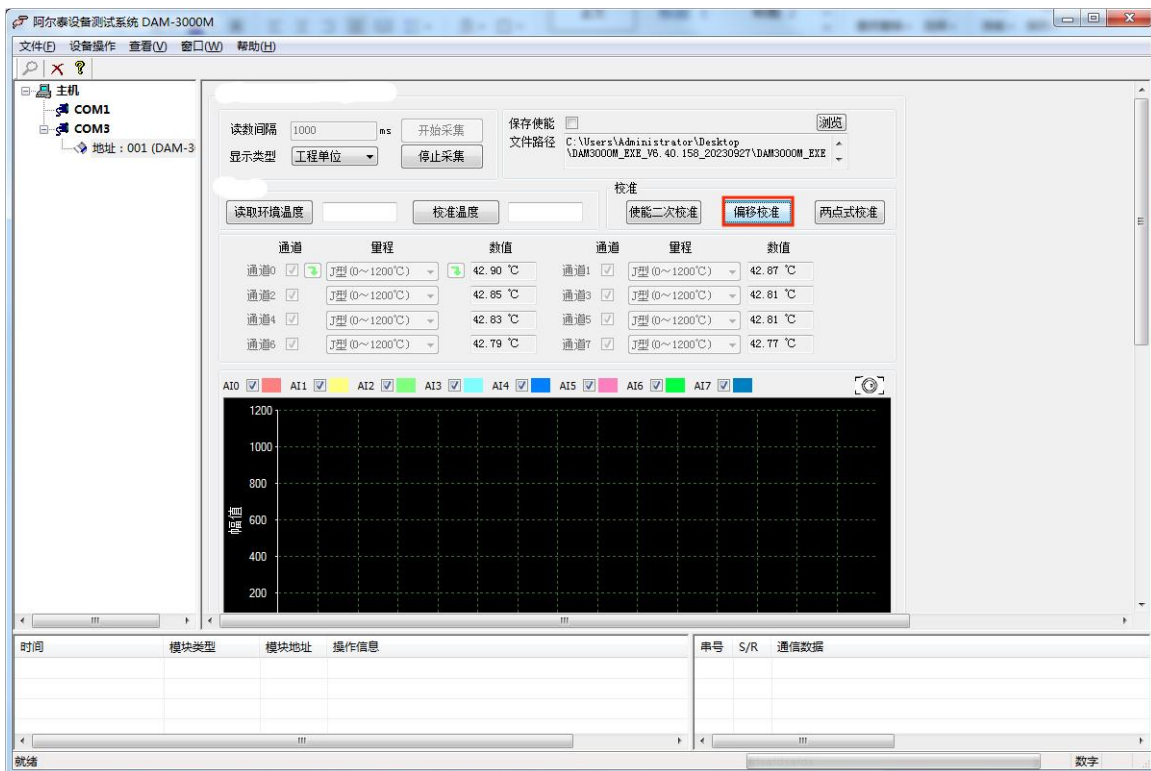 阿尔泰设备测试系统 DAM-3000M
文件(F) 设备操作 查看(V) 窗口(W) 帮助(H)
主机
COM1
COM3
地址：001 (DAM-3
读数间隔 1000 ms 开始采集
显示类型 工程单位 停止采集
保存使能 浏览
文件路径 C:\Users\Administrator\Desktop
\DAM3000M_EXE_V6.40.158_20230927\DAM3000M_EXE
读取环境温度 校准温度
校准
使能二次校准 偏移校准 两点式校准
通道 量程 数值 通道 量程 数值
通道0 J型(0～1200℃) 42.90 ℃ 通道1 J型(0～1200℃) 42.87 ℃
通道2 J型(0～1200℃) 42.85 ℃ 通道3 J型(0～1200℃) 42.81 ℃
通道4 J型(0～1200℃) 42.83 ℃ 通道5 J型(0～1200℃) 42.81 ℃
通道6 J型(0～1200℃) 42.79 ℃ 通道7 J型(0～1200℃) 42.77 ℃
AI0 AI1 AI2 AI3 AI4 AI5 AI6 AI7
1200
1000
800
600
400
200
幅值
时间 模块类型 模块地址 操作信息
串号 S/R 通信数据
就绪 数字